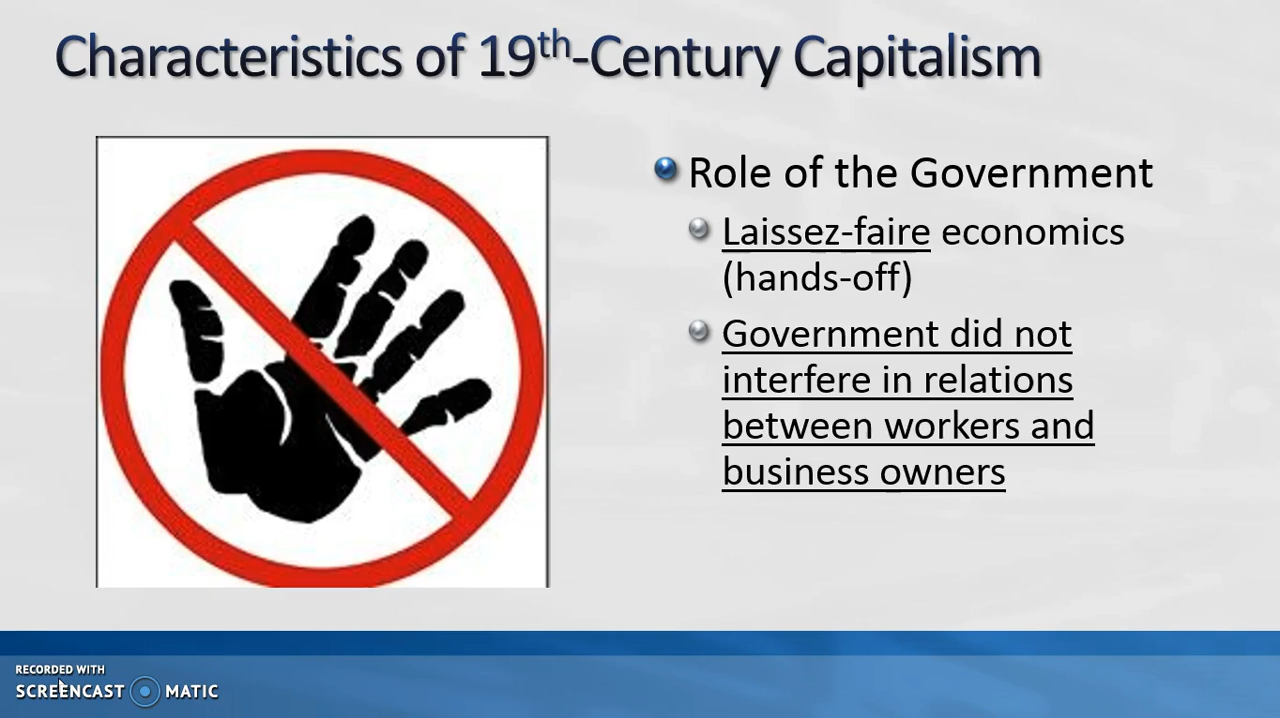 Characteristics of 19th-Century Capitalism
Role of the Government
Laissez-faire economics
(hands-off)
Government did not
interfere in relations
between workers and
business owners
RECORDED WITH
SCREENCAST MATIC